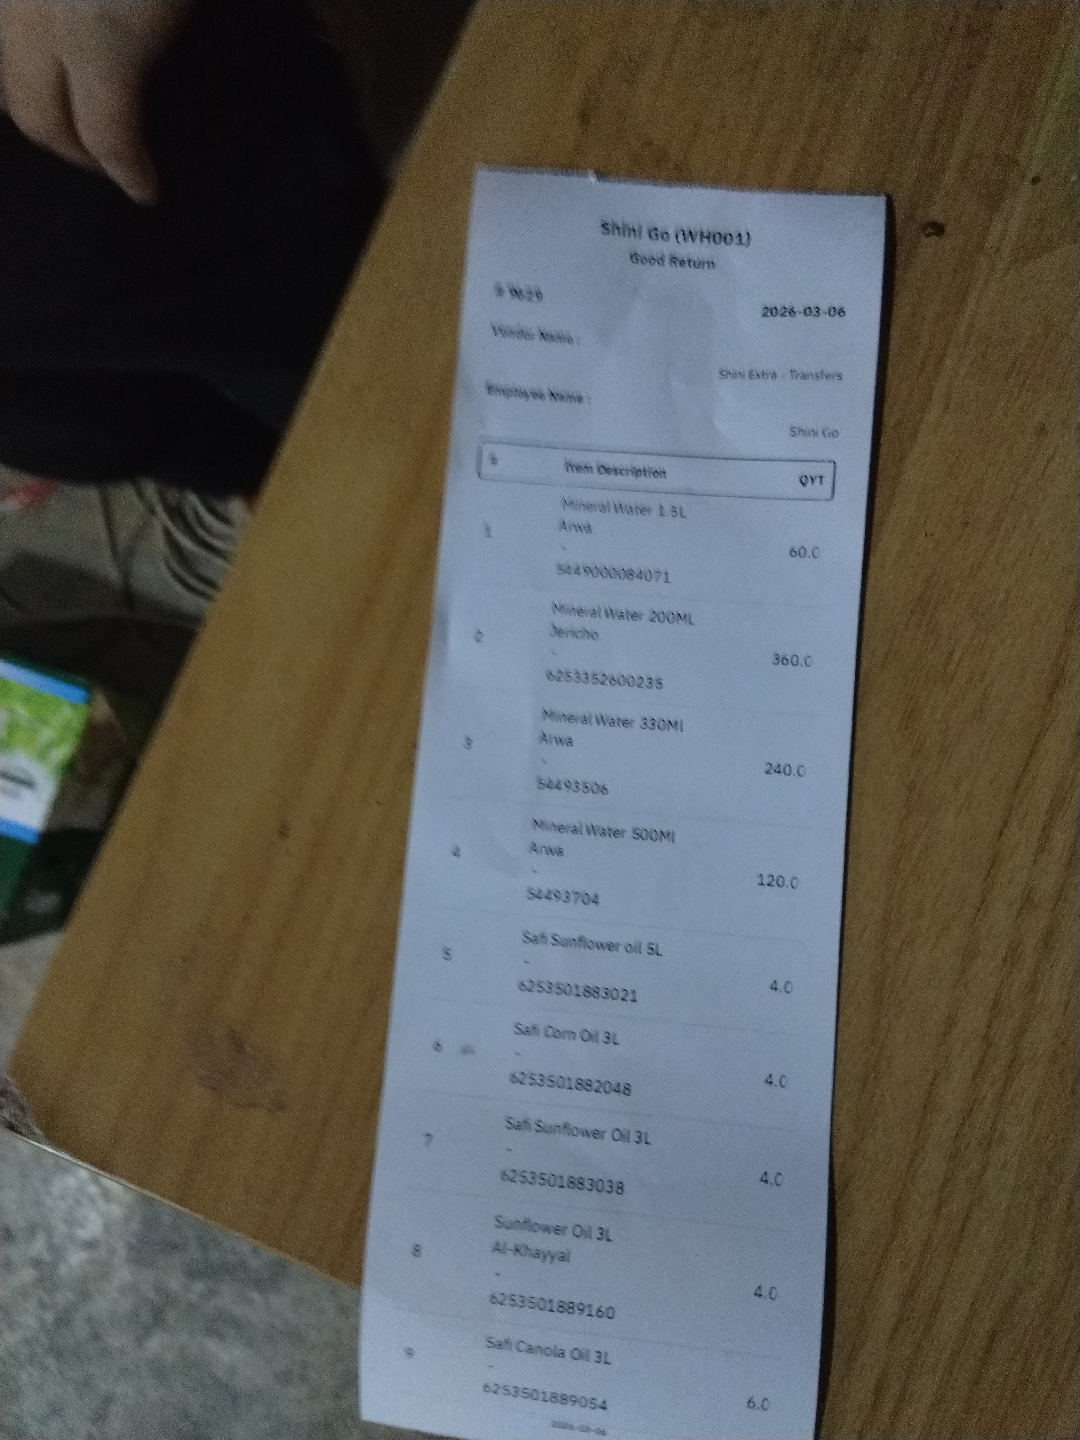 Shini Go (WH001)
Good Return
# 9629
2026-03-06
Vendor Name :
Shini Extra - Transfers
Employee Name :
Shini Go
# Item Description QYT
1 Mineral Water 1.5L
Arwa
-
5449000084071
60.0
2 Mineral Water 200ML
Jericho
-
6253352600235
360.0
3 Mineral Water 330Ml
Arwa
-
54493506
240.0
4 Mineral Water 500Ml
Arwa
-
54493704
120.0
5 Safi Sunflower oil 5L
-
6253501883021
4.0
6 Safi Corn Oil 3L
-
6253501882048
4.0
7 Safi Sunflower Oil 3L
-
6253501883038
4.0
8 Sunflower Oil 3L
Al-Khayyal
-
6253501889160
4.0
9 Safi Canola Oil 3L
-
6253501889054
6.0
2026-03-06